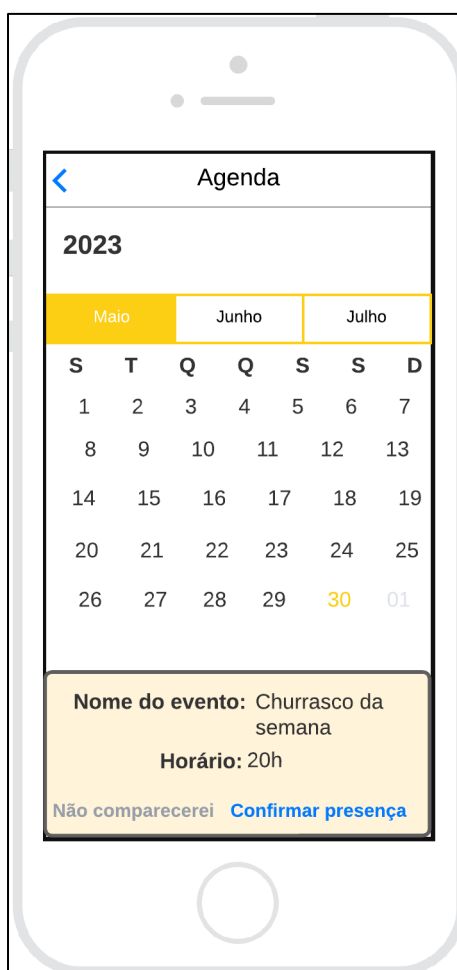 Agenda
2023
Maio Junho Julho
S T Q Q S S D
1 2 3 4 5 6 7
8 9 10 11 12 13
14 15 16 17 18 19
20 21 22 23 24 25
26 27 28 29 30 01
Nome do evento: Churrasco da
semana
Horário: 20h
Não comparecerei Confirmar presença